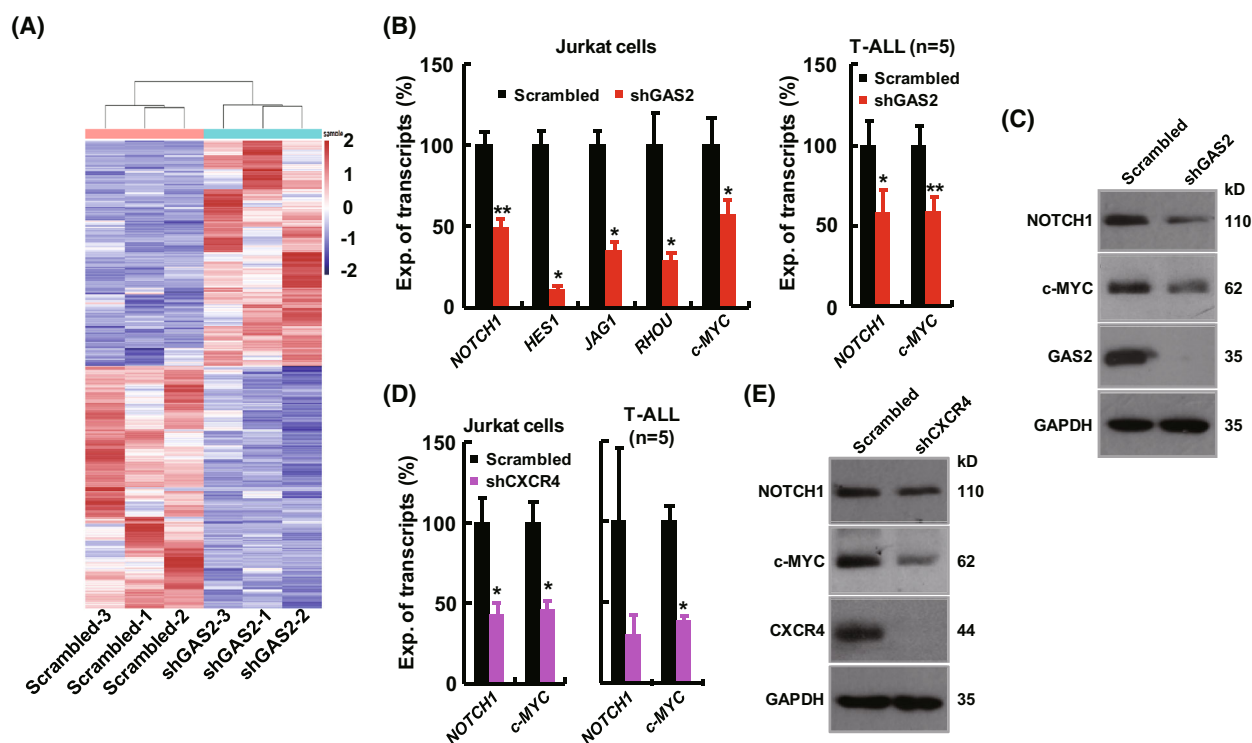 (A)
sample
2
1
0
-1
-2
Scrambled-3
Scrambled-1
Scrambled-2
shGAS2-3
shGAS2-1
shGAS2-2
(B)
Jurkat cells
Exp. of transcripts (%)
150
100
50
0
Scrambled
shGAS2
**
*
*
*
*
NOTCH1
HES1
JAG1
RHOU
c-MYC
T-ALL (n=5)
Exp. of transcripts (%)
150
100
50
0
Scrambled
shGAS2
*
**
NOTCH1
c-MYC
(C)
Scrambled
shGAS2
kD
NOTCH1 110
c-MYC 62
GAS2 35
GAPDH 35
(D)
Jurkat cells
Exp. of transcripts (%)
150
100
50
0
Scrambled
shCXCR4
*
*
NOTCH1
c-MYC
T-ALL
(n=5)
*
NOTCH1
c-MYC
(E)
Scrambled
shCXCR4
kD
NOTCH1 110
c-MYC 62
CXCR4 44
GAPDH 35